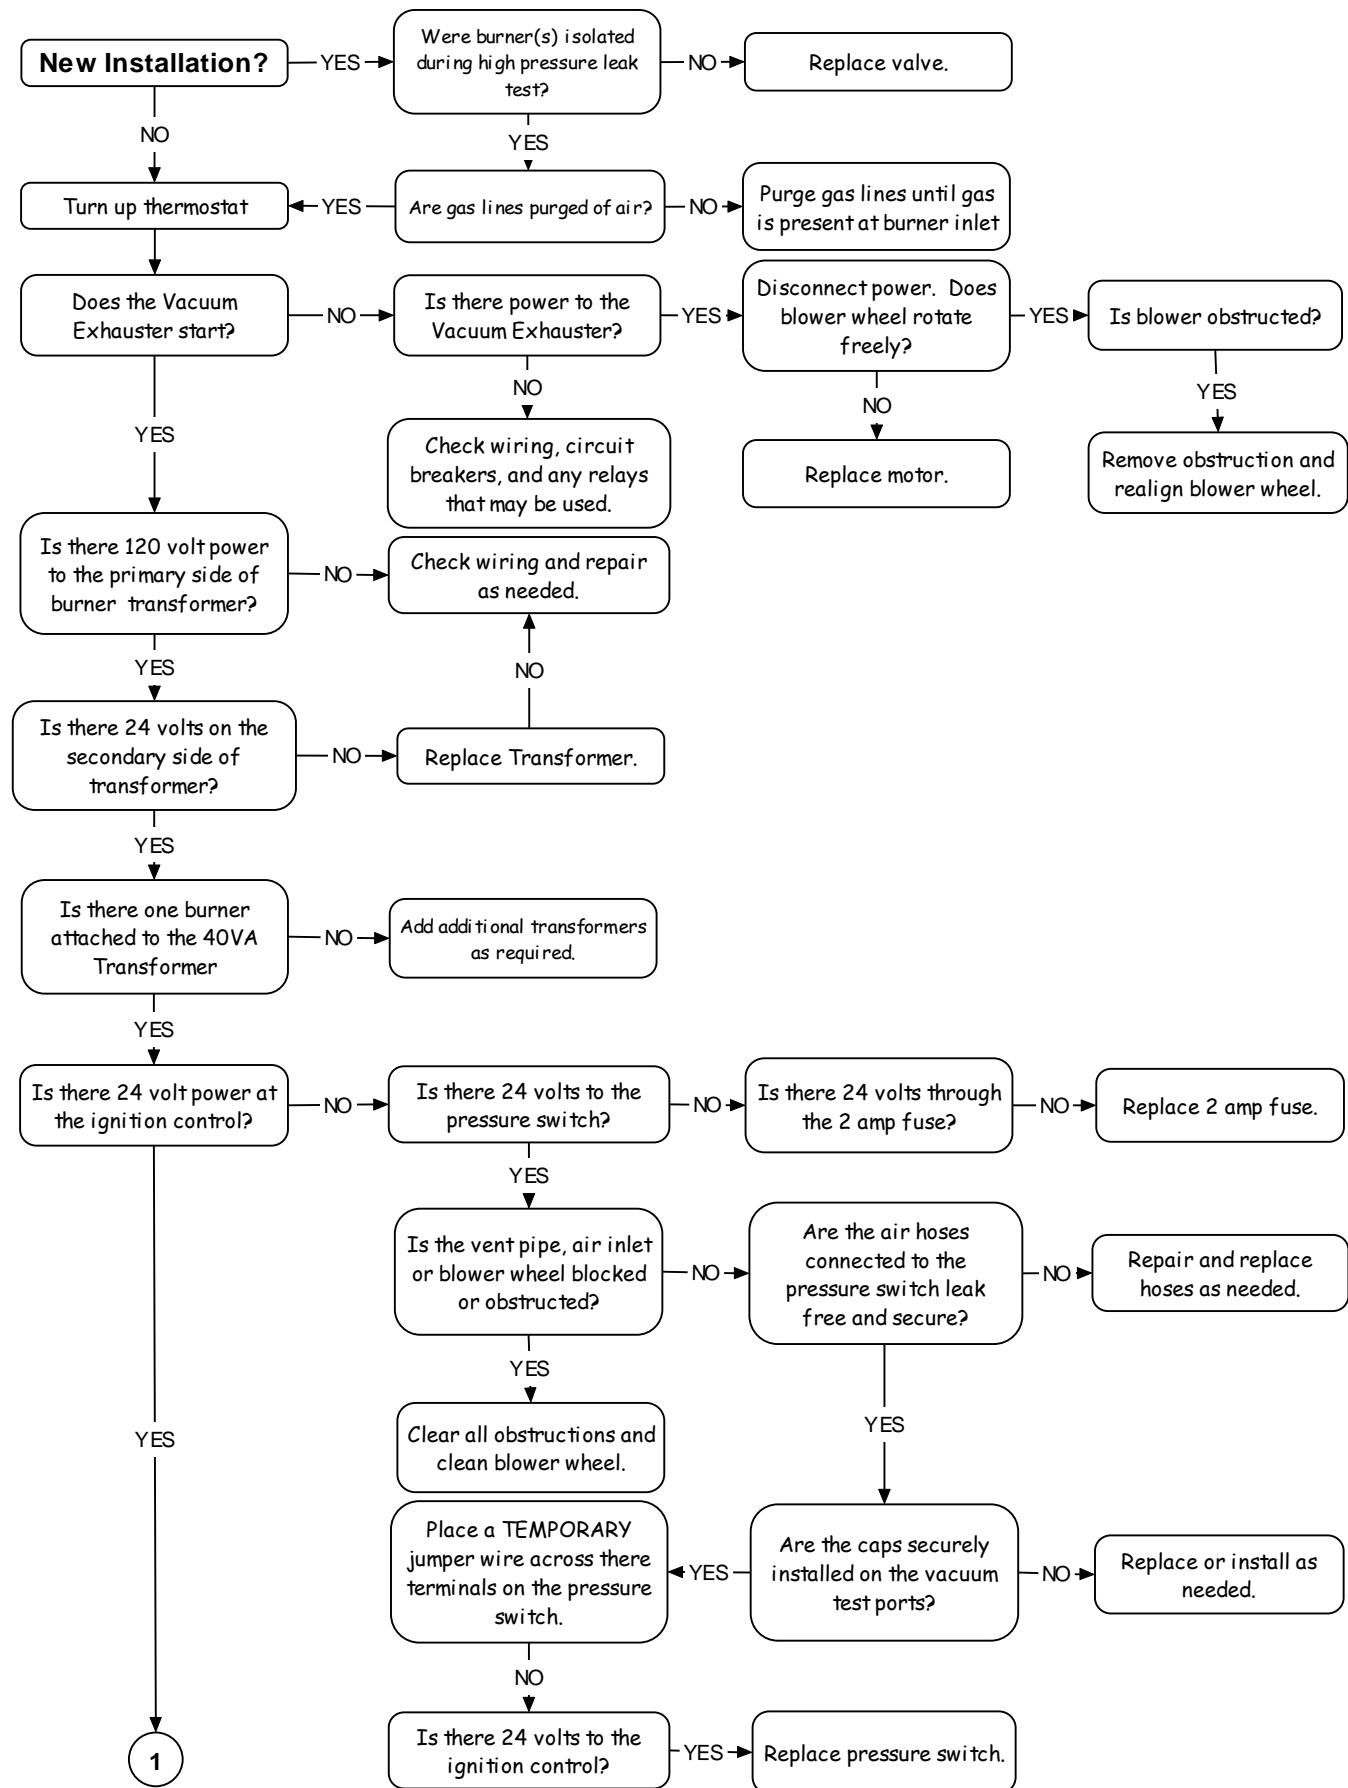 New Installation?
YES
Were burner(s) isolated
during high pressure leak
test?
NO
Replace valve.
NO
YES
Turn up thermostat
YES
Are gas lines purged of air?
NO
Purge gas lines until gas
is present at burner inlet
Does the Vacuum
Exhauster start?
NO
Is there power to the
Vacuum Exhauster?
YES
Disconnect power. Does
blower wheel rotate
freely?
YES
Is blower obstructed?
YES
NO
Check wiring, circuit
breakers, and any relays
that may be used.
NO
Replace motor.
YES
Remove obstruction and
realign blower wheel.
Is there 120 volt power
to the primary side of
burner transformer?
NO
Check wiring and repair
as needed.
YES
NO
Is there 24 volts on the
secondary side of
transformer?
NO
Replace Transformer.
YES
Is there one burner
attached to the 40VA
Transformer
NO
Add additional transformers
as required.
YES
Is there 24 volt power at
the ignition control?
NO
Is there 24 volts to the
pressure switch?
NO
Is there 24 volts through
the 2 amp fuse?
NO
Replace 2 amp fuse.
YES
Is the vent pipe, air inlet
or blower wheel blocked
or obstructed?
NO
Are the air hoses
connected to the
pressure switch leak
free and secure?
NO
Repair and replace
hoses as needed.
YES
Clear all obstructions and
clean blower wheel.
YES
YES
Place a TEMPORARY
jumper wire across there
terminals on the pressure
switch.
YES
Are the caps securely
installed on the vacuum
test ports?
NO
Replace or install as
needed.
NO
1
Is there 24 volts to the
ignition control?
YES
Replace pressure switch.